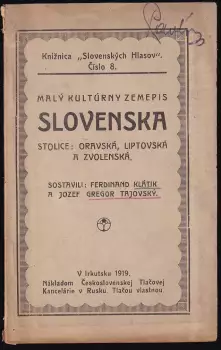 Knižnica „Slovenských Hlasov“.
Číslo 8.
MALÝ KULTÚRNY ZEMEPIS
SLOVENSKA
STOLICE: ORAVSKÁ, LIPTOVSKÁ
A ZVOLENSKÁ.
SOSTAVILI: FERDINAND KLÁTIK
A JOZEF GREGOR TAJOVSKÝ.
V Irkutsku 1919.
Nákladom Československej Tlačovej
Kancelárie v Rusku. Tlačou vlastnou.